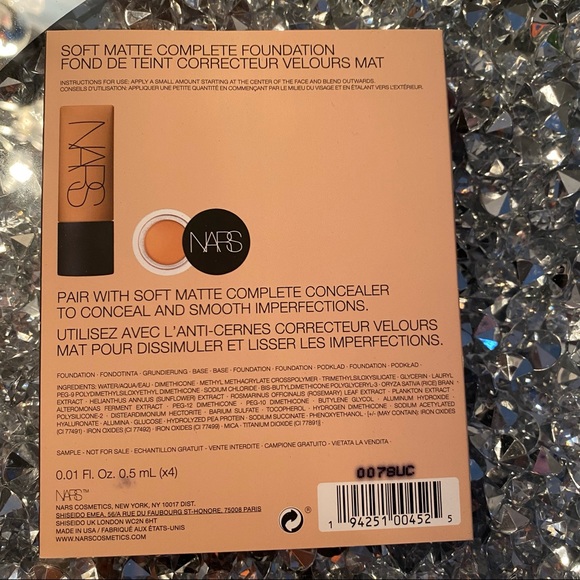 SOFT MATTE COMPLETE FOUNDATION
FOND DE TEINT CORRECTEUR VELOURS MAT
INSTRUCTIONS FOR USE: APPLY A SMALL AMOUNT STARTING AT THE CENTER OF THE FACE AND BLEND OUTWARDS.
CONSEILS D'UTILISATION: APPLIQUER UNE PETITE QUANTITÉ EN COMMENÇANT PAR LE MILIEU DU VISAGE ET EN ÉTALANT VERS L'EXTÉRIEUR.
NARS
NARS
PAIR WITH SOFT MATTE COMPLETE CONCEALER
TO CONCEAL AND SMOOTH IMPERFECTIONS.
UTILISEZ AVEC L'ANTI-CERNES CORRECTEUR VELOURS
MAT POUR DISSIMULER ET LISSER LES IMPERFECTIONS.
FOUNDATION · FONDOTINTA · GRUNDIERUNG · BASE · BASE · FOUNDATION · FOUNDATION · PODKŁAD · FOUNDATION · PODKŁAD
INGREDIENTS: WATER/AQUA/EAU · DIMETHICONE · METHYL METHACRYLATE CROSSPOLYMER · TRIMETHYLSILOXYSILICATE · GLYCERIN · LAURYL
PEG-9 POLYDIMETHYLSILOXYETHYL DIMETHICONE · SODIUM CHLORIDE · BIS-BUTYLDIMETHICONE POLYGLYCERYL-3 · ORYZA SATIVA (RICE) BRAN
EXTRACT · HELIANTHUS ANNUUS (SUNFLOWER) EXTRACT · ROSMARINUS OFFICINALIS (ROSEMARY) LEAF EXTRACT · PLANKTON EXTRACT ·
ALTEROMONAS FERMENT EXTRACT · PEG-12 DIMETHICONE · PEG-10 DIMETHICONE · BUTYLENE GLYCOL · ALUMINUM HYDROXIDE ·
POLYSILICONE-2 · DISTEARDIMONIUM HECTORITE · BARIUM SULFATE · TOCOPHEROL · HYDROGEN DIMETHICONE · SODIUM ACETYLATED
HYALURONATE · ALUMINA · GLUCOSE · HYDROLYZED PEA PROTEIN · SODIUM SUCCINATE · PHENOXYETHANOL · [+/- (MAY CONTAIN) IRON OXIDES
(CI 77491) · IRON OXIDES (CI 77492) · IRON OXIDES (CI 77499) · MICA · TITANIUM DIOXIDE (CI 77891)]
SAMPLE - NOT FOR SALE · ECHANTILLON GRATUIT - VENTE INTERDITE · CAMPIONE GRATUITO - VIETATA LA VENDITA
0.01 Fl. Oz. 0.5 mL (x4)
0079UC
NARS™
NARS COSMETICS, NEW YORK, NY 10017 DIST.
SHISEIDO EMEA, 56/A RUE DU FAUBOURG ST-HONORE, 75008 PARIS
SHISEIDO UK LONDON WC2N 6HT
MADE IN USA / FABRIQUÉ AUX ÉTATS-UNIS
WWW.NARSCOSMETICS.COM
1 94251 00452 5